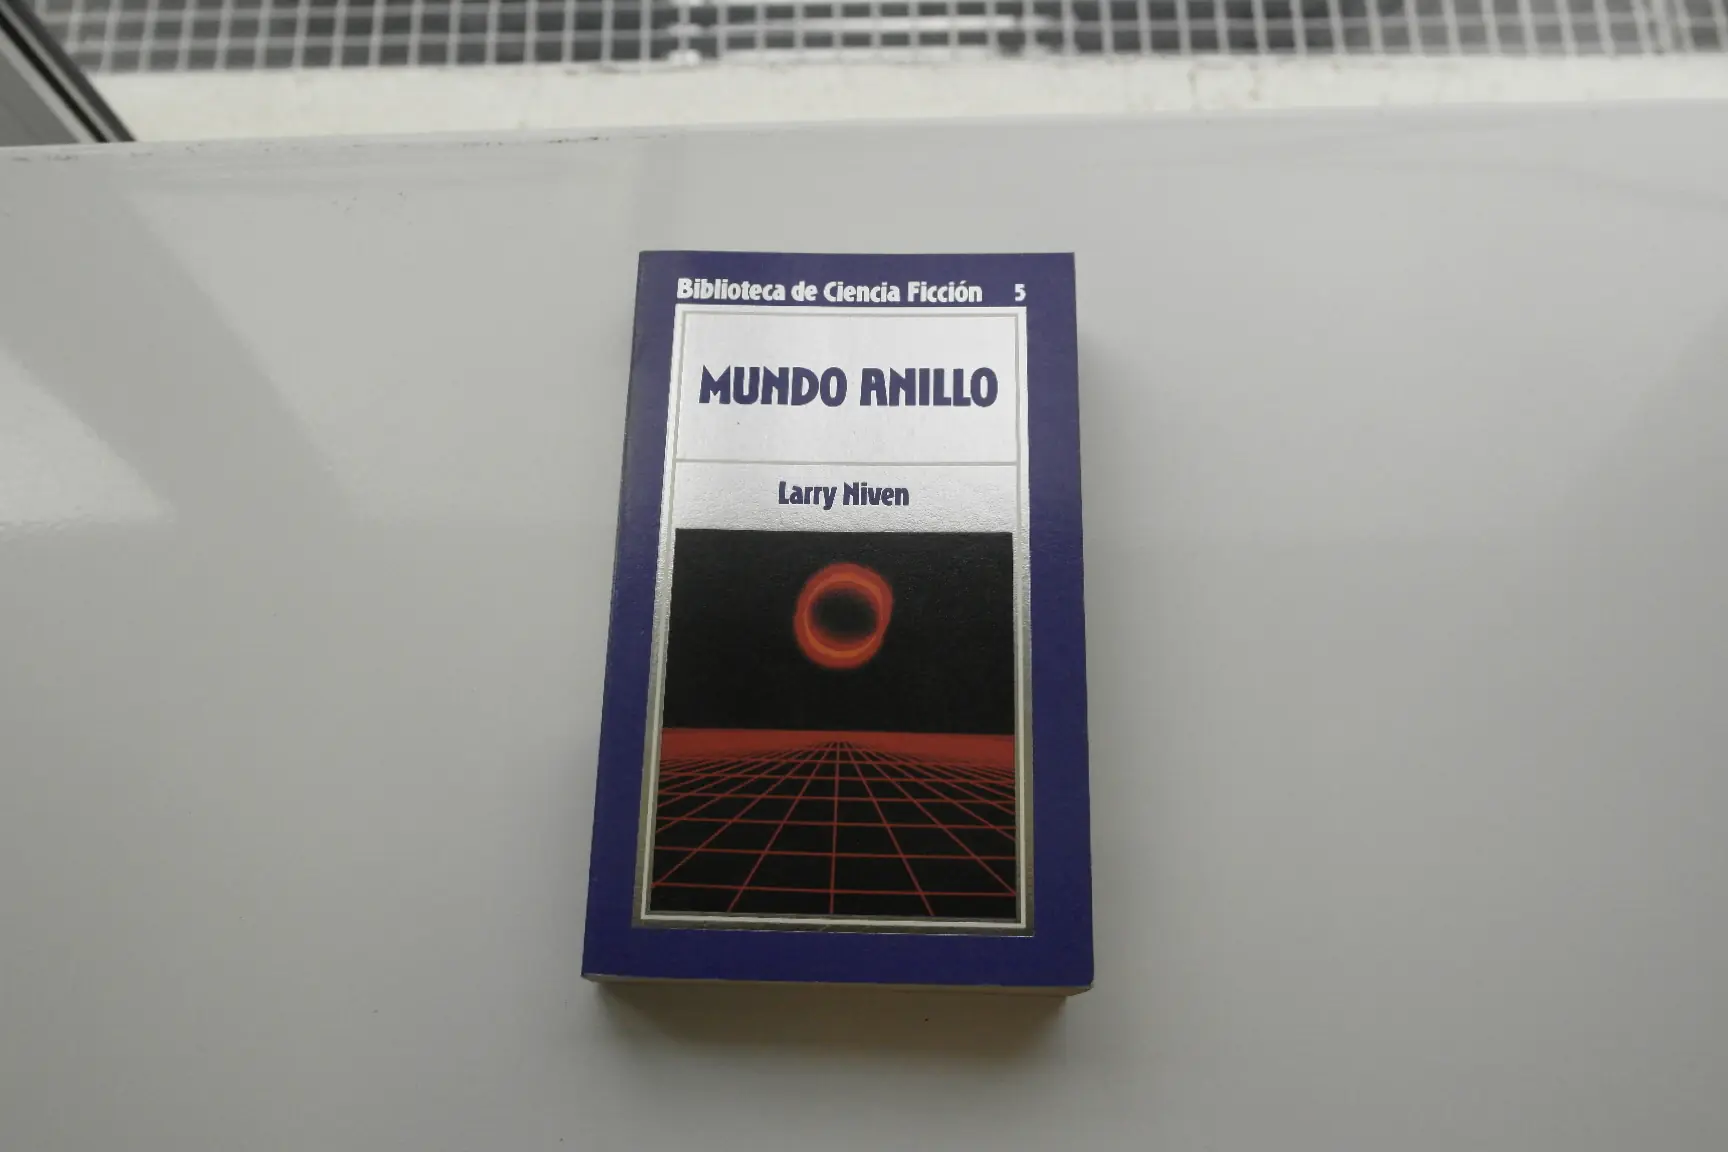 Biblioteca de Ciencia Ficción 5
MUNDO ANILLO
Larry Niven